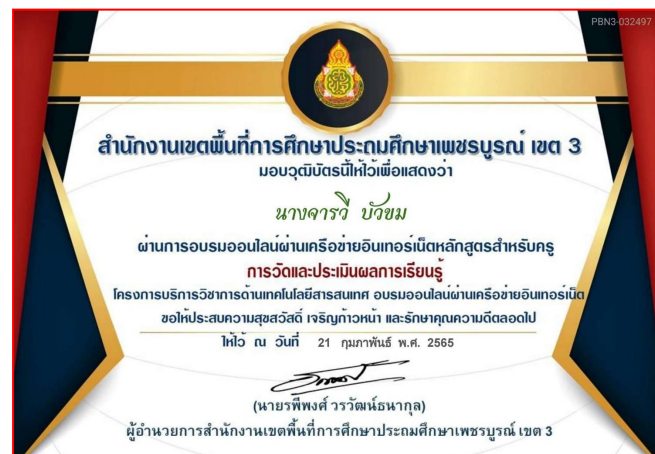 PBN3-032497
สำนักงานเขตพื้นที่การศึกษาประถมศึกษาเพชรบูรณ์ เขต 3
มอบวุฒิบัตรนี้ให้ไว้เพื่อแสดงว่า
นางจารวี บัวขม
ผ่านการอบรมออนไลน์ผ่านเครือข่ายอินเทอร์เน็ตหลักสูตรสำหรับครู
การวัดและประเมินผลการเรียนรู้
โครงการบริการวิชาการด้านเทคโนโลยีสารสนเทศ อบรมออนไลน์ผ่านเครือข่ายอินเทอร์เน็ต
ขอให้ประสบความสุขสวัสดิ์ เจริญก้าวหน้า และรักษาคุณความดีตลอดไป
ให้ไว้ ณ วันที่ 21 กุมภาพันธ์ พ.ศ. 2565
(นายรพีพงศ์ วรวัฒน์ธนากุล)
ผู้อำนวยการสำนักงานเขตพื้นที่การศึกษาประถมศึกษาเพชรบูรณ์ เขต 3